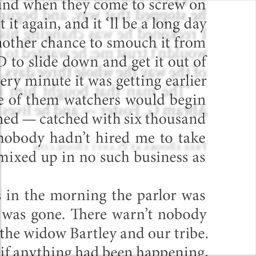 and when they come to screw on
t it again, and it ‘ll be a long day
nother chance to smouch it from
to slide down and get it out of
ery minute it was getting earlier
e of them watchers would begin
ned — catched with six thousand
nobody hadn’t hired me to take
mixed up in no such business as
s in the morning the parlor was
was gone. There warn’t nobody
the widow Bartley and our tribe.
if anything had been happening,